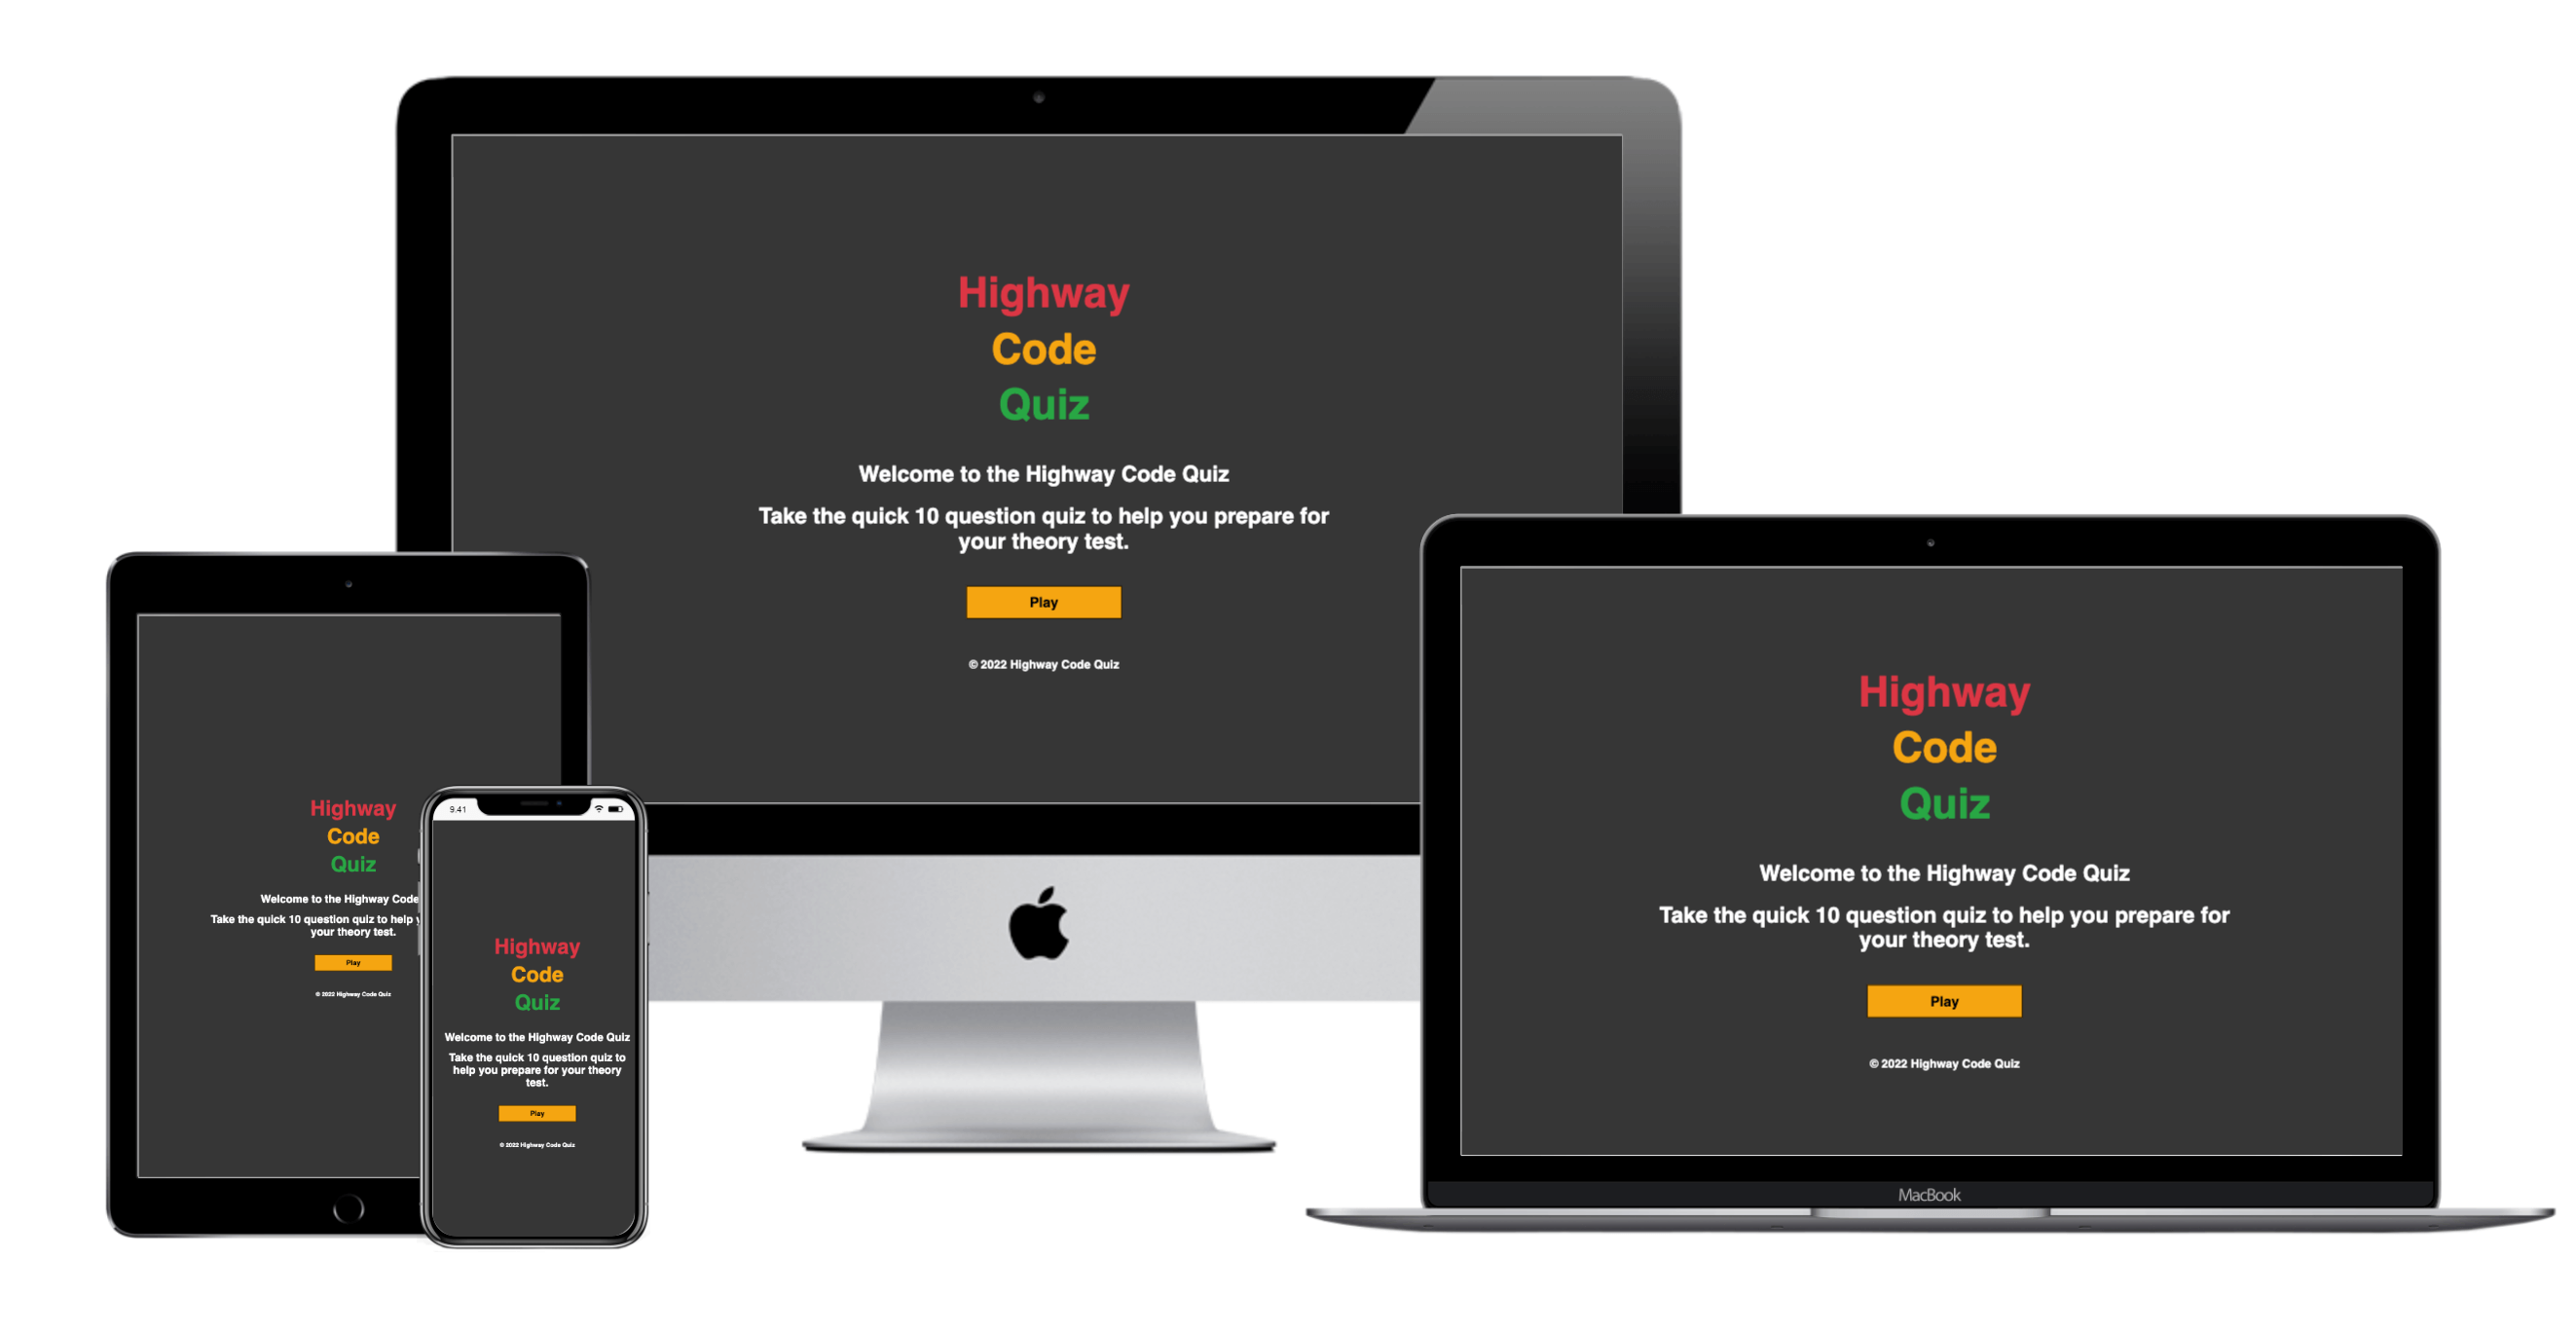 Highway
Code
Quiz
Welcome to the Highway Code Quiz
Take the quick 10 question quiz to help you prepare for
your theory test.
Play
© 2022 Highway Code Quiz
Highway
Code
Quiz
Welcome to the Highway Code
Take the quick 10 question quiz to help
your theory test.
Play
© 2022 Highway Code Quiz
9.41
Highway
Code
Quiz
Welcome to the Highway Code Quiz
Take the quick 10 question quiz to
help you prepare for your theory
test.
Play
© 2022 Highway Code Quiz
Highway
Code
Quiz
Welcome to the Highway Code Quiz
Take the quick 10 question quiz to help you prepare for
your theory test.
Play
© 2022 Highway Code Quiz
MacBook